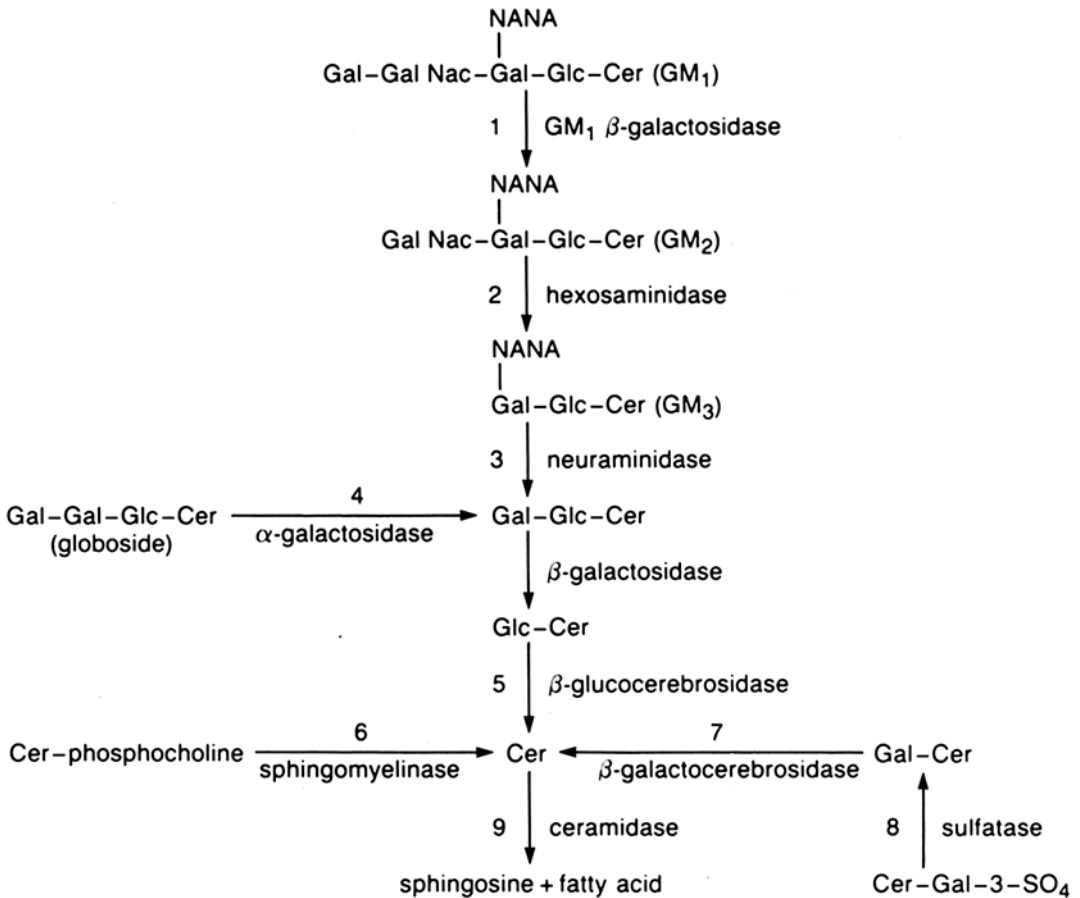 NANA
Gal–Gal Nac–Gal–Glc–Cer (GM₁)
1 GM₁ β-galactosidase
NANA
Gal Nac–Gal–Glc–Cer (GM₂)
2 hexosaminidase
NANA
Gal–Glc–Cer (GM₃)
3 neuraminidase
4
Gal–Gal–Glc–Cer
(globoside)
α-galactosidase
Gal–Glc–Cer
β-galactosidase
Glc–Cer
5 β-glucocerebrosidase
6
Cer–phosphocholine
sphingomyelinase
Cer
7
β-galactocerebrosidase
Gal–Cer
9 ceramidase
8 sulfatase
sphingosine + fatty acid
Cer–Gal–3–SO₄